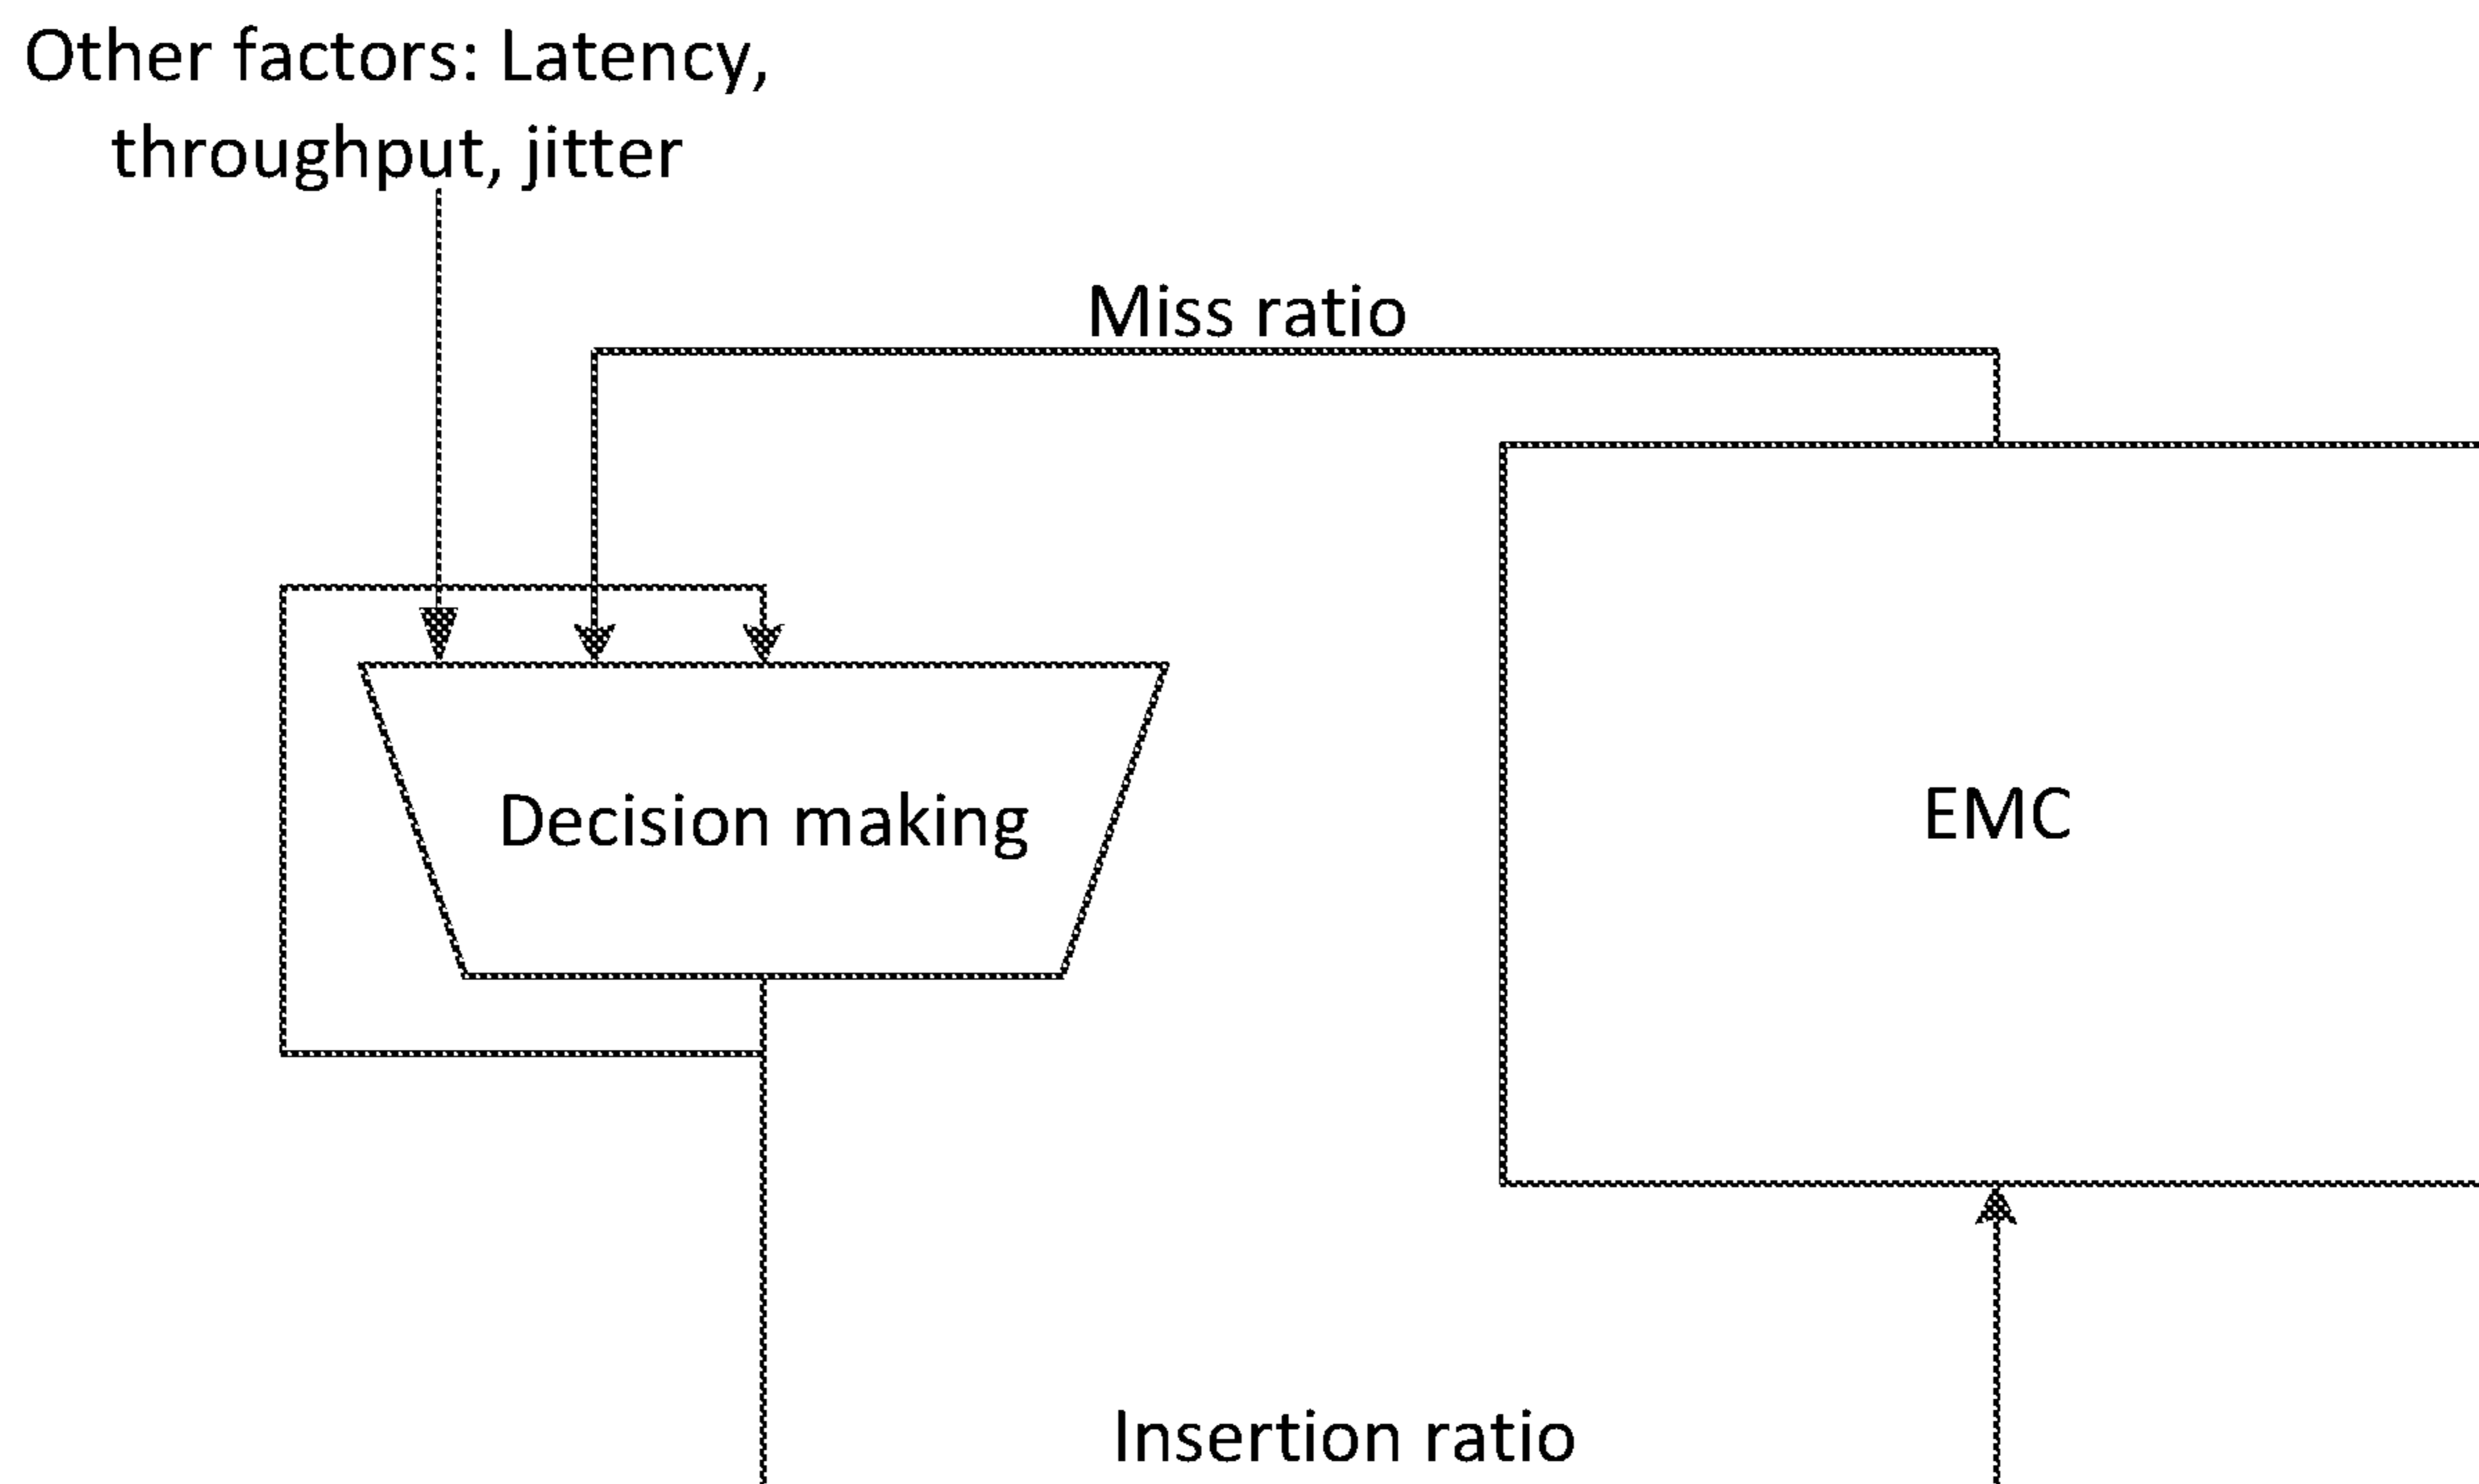 Other factors: Latency,
throughput, jitter
Miss ratio
Decision making
EMC
Insertion ratio